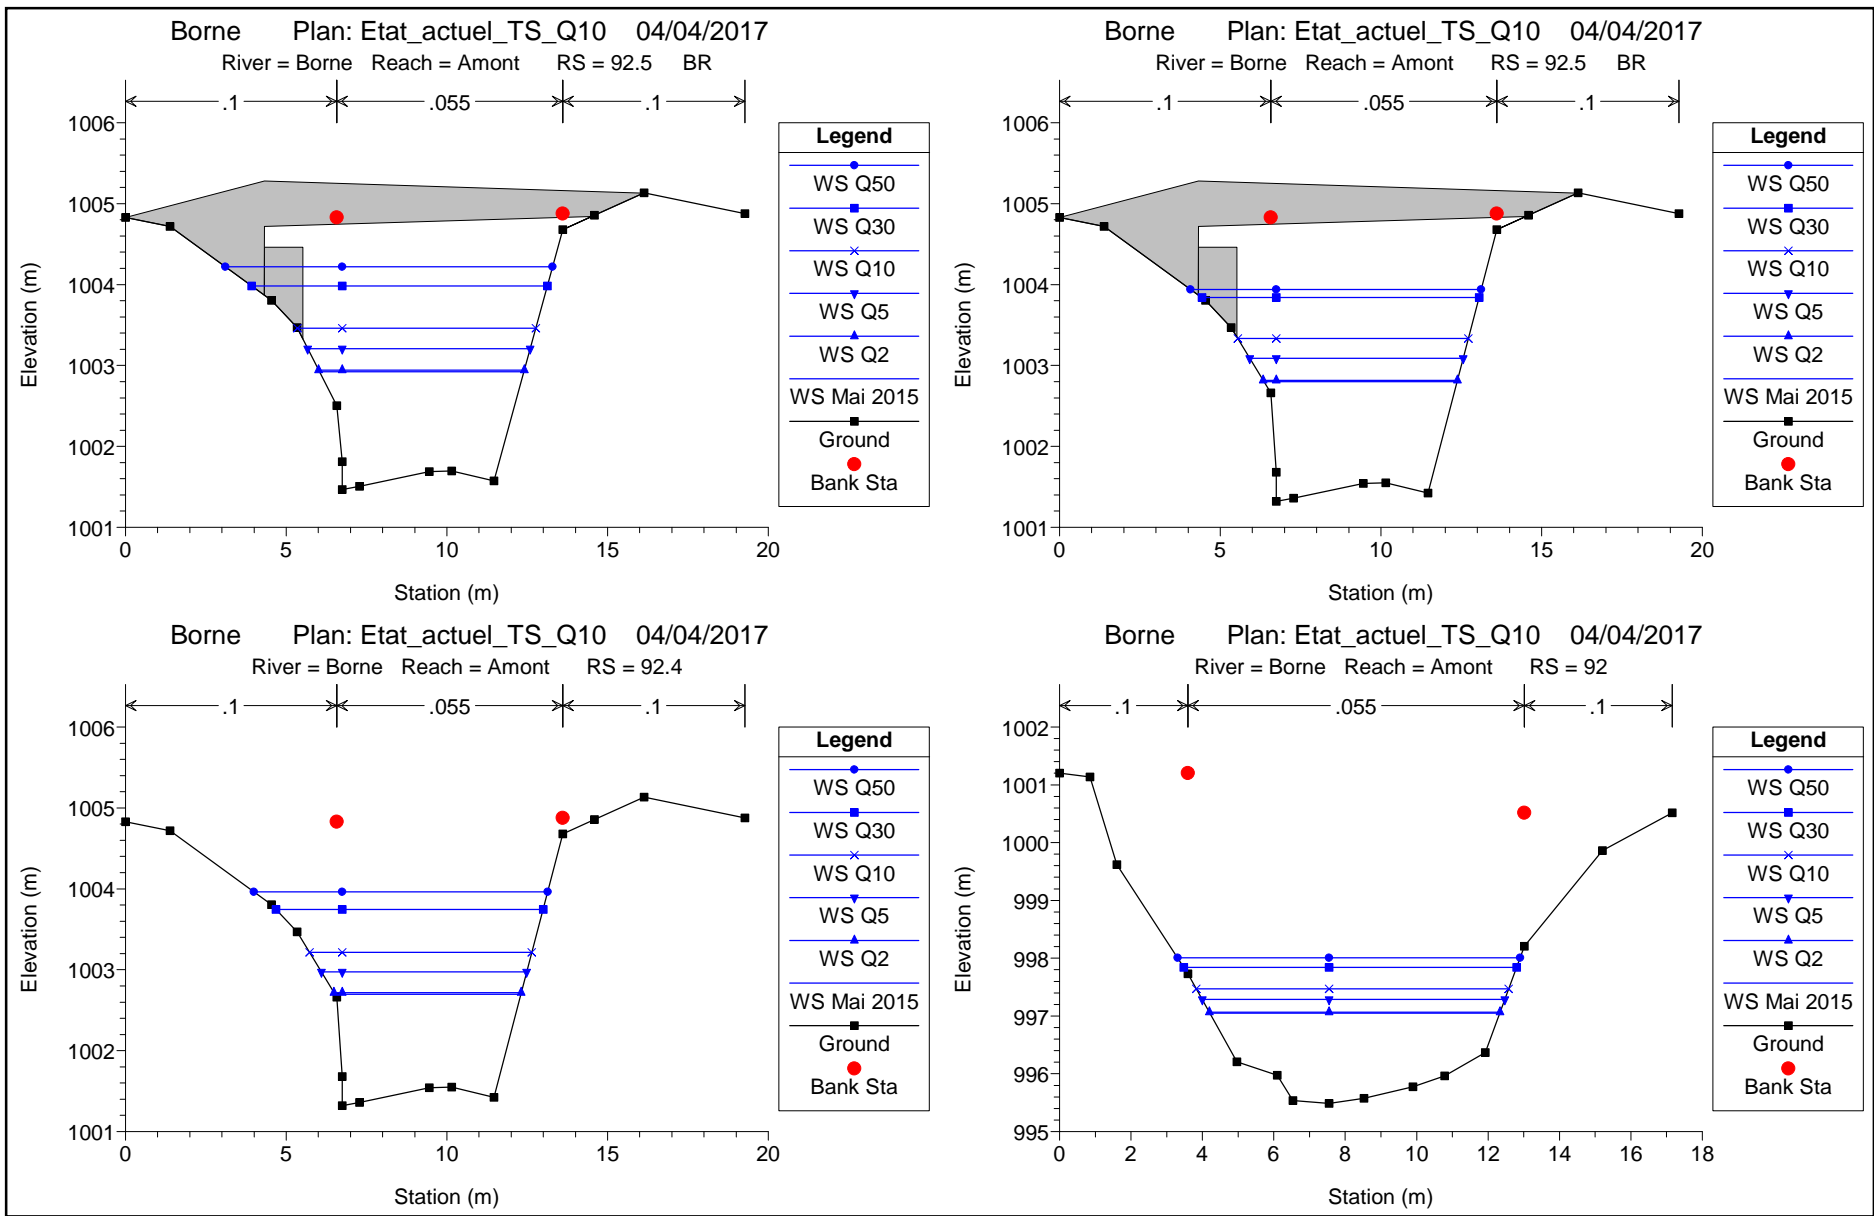 Borne Plan: Etat_actuel_TS_Q10 04/04/2017
River = Borne Reach = Amont RS = 92.5 BR
.1 .055 .1
1006
1005
1004
1003
1002
1001
0 5 10 15 20
Station (m)
Elevation (m)
Legend
WS Q50
WS Q30
WS Q10
WS Q5
WS Q2
WS Mai 2015
Ground
Bank Sta
Borne Plan: Etat_actuel_TS_Q10 04/04/2017
River = Borne Reach = Amont RS = 92.5 BR
.1 .055 .1
1006
1005
1004
1003
1002
1001
0 5 10 15 20
Station (m)
Elevation (m)
Legend
WS Q50
WS Q30
WS Q10
WS Q5
WS Q2
WS Mai 2015
Ground
Bank Sta
Borne Plan: Etat_actuel_TS_Q10 04/04/2017
River = Borne Reach = Amont RS = 92.4
.1 .055 .1
1006
1005
1004
1003
1002
1001
0 5 10 15 20
Station (m)
Elevation (m)
Legend
WS Q50
WS Q30
WS Q10
WS Q5
WS Q2
WS Mai 2015
Ground
Bank Sta
Borne Plan: Etat_actuel_TS_Q10 04/04/2017
River = Borne Reach = Amont RS = 92
.1 .055 .1
1002
1001
1000
999
998
997
996
995
0 2 4 6 8 10 12 14 16 18
Station (m)
Elevation (m)
Legend
WS Q50
WS Q30
WS Q10
WS Q5
WS Q2
WS Mai 2015
Ground
Bank Sta